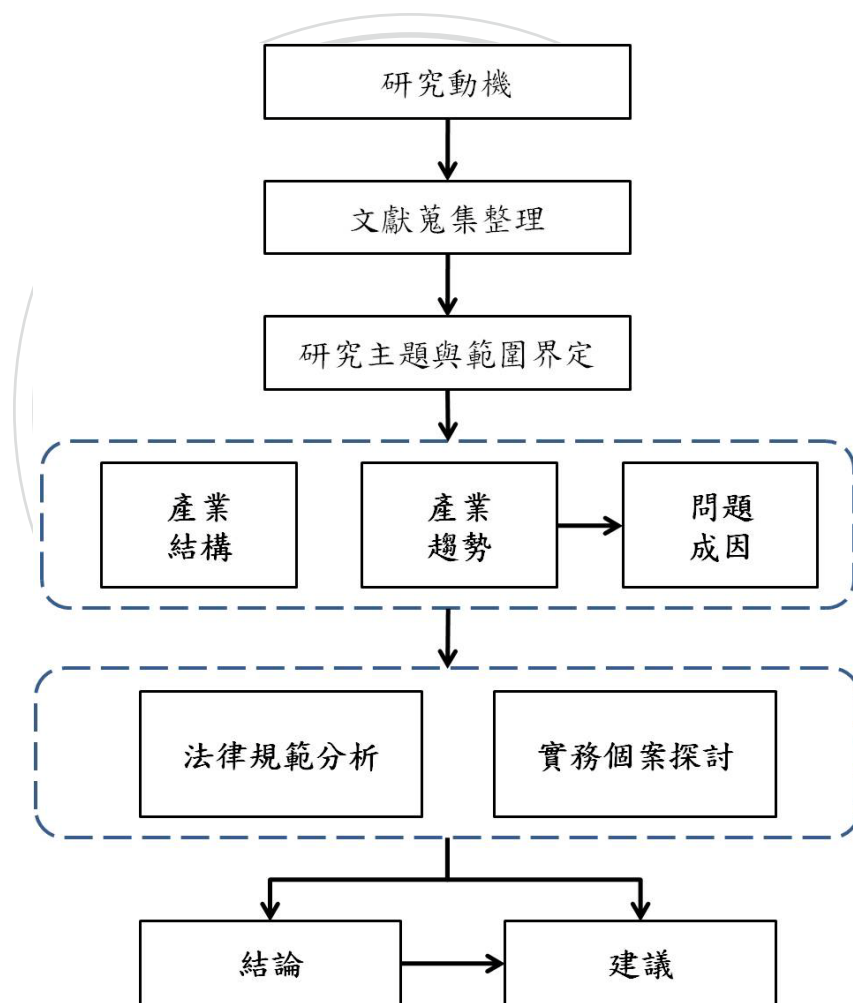 研究動機
文獻蒐集整理
研究主題與範圍界定
產業
結構
產業
趨勢
問題
成因
法律規範分析
實務個案探討
結論
建議